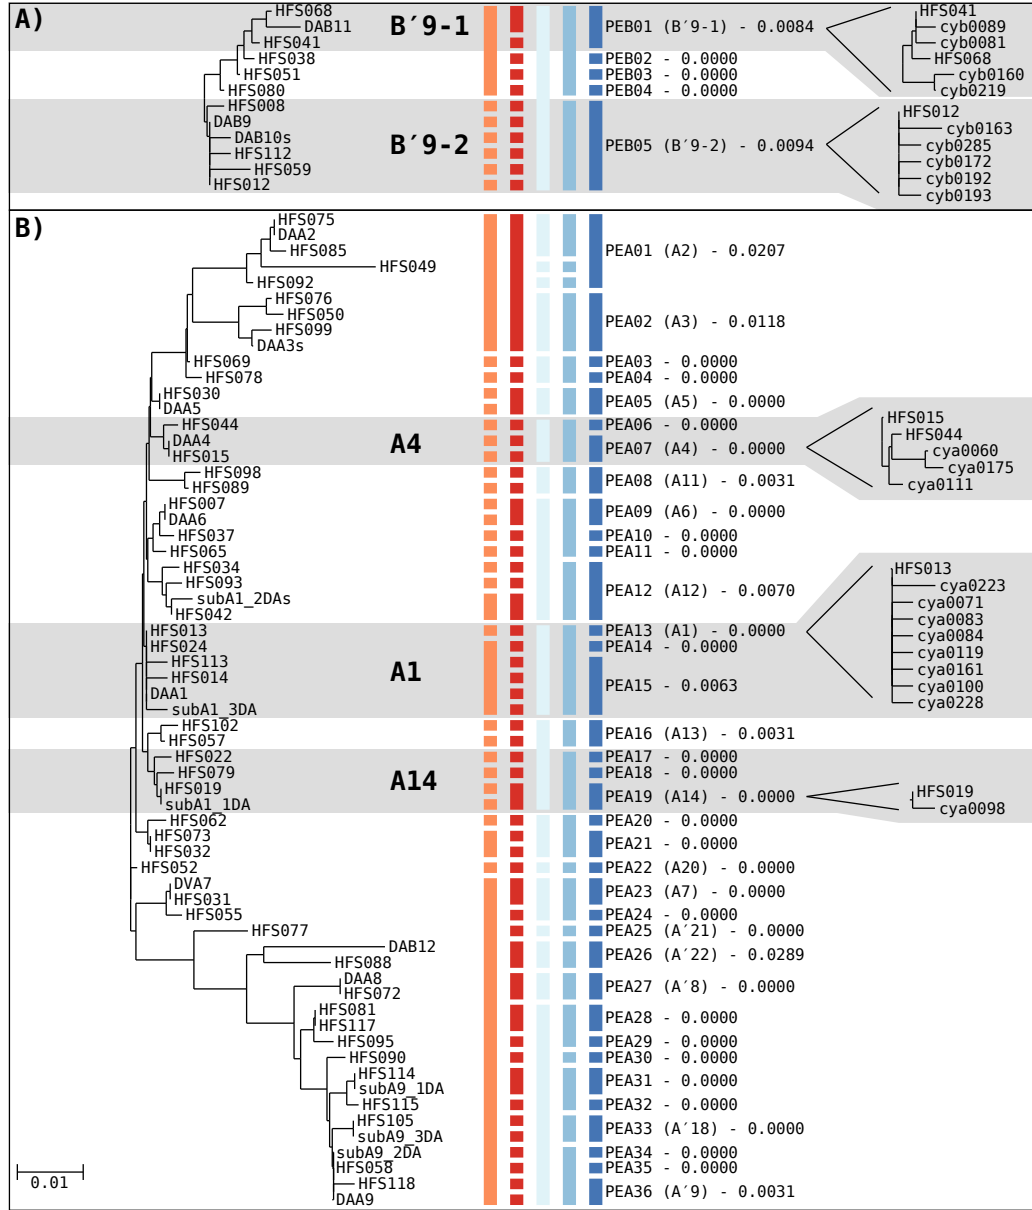 A)
HFS068
DAB11
HFS041
HFS038
HFS051
HFS080
HFS008
DAB9
DAB10s
HFS112
HFS059
HFS012
B′9-1
B′9-2
PEB01 (B′9-1) - 0.0084
PEB02 - 0.0000
PEB03 - 0.0000
PEB04 - 0.0000
PEB05 (B′9-2) - 0.0094
HFS041
cyb0089
cyb0081
HFS068
cyb0160
cyb0219
HFS012
cyb0163
cyb0285
cyb0172
cyb0192
cyb0193
B)
HFS075
DAA2
HFS085
HFS049
HFS092
HFS076
HFS050
HFS099
DAA3s
HFS069
HFS078
HFS030
DAA5
HFS044
DAA4
HFS015
HFS098
HFS089
HFS007
DAA6
HFS037
HFS065
HFS034
HFS093
subA1_2DAs
HFS042
HFS013
HFS024
HFS113
HFS014
DAA1
subA1_3DA
HFS102
HFS057
HFS022
HFS079
HFS019
subA1_1DA
HFS062
HFS073
HFS032
HFS052
DVA7
HFS031
HFS055
HFS077
DAB12
HFS088
DAA8
HFS072
HFS081
HFS117
HFS095
HFS090
HFS114
subA9_1DA
HFS115
HFS105
subA9_3DA
subA9_2DA
HFS058
HFS118
DAA9
A4
A1
A14
PEA01 (A2) - 0.0207
PEA02 (A3) - 0.0118
PEA03 - 0.0000
PEA04 - 0.0000
PEA05 (A5) - 0.0000
PEA06 - 0.0000
PEA07 (A4) - 0.0000
PEA08 (A11) - 0.0031
PEA09 (A6) - 0.0000
PEA10 - 0.0000
PEA11 - 0.0000
PEA12 (A12) - 0.0070
PEA13 (A1) - 0.0000
PEA14 - 0.0000
PEA15 - 0.0063
PEA16 (A13) - 0.0031
PEA17 - 0.0000
PEA18 - 0.0000
PEA19 (A14) - 0.0000
PEA20 - 0.0000
PEA21 - 0.0000
PEA22 (A20) - 0.0000
PEA23 (A7) - 0.0000
PEA24 - 0.0000
PEA25 (A′21) - 0.0000
PEA26 (A′22) - 0.0289
PEA27 (A′8) - 0.0000
PEA28 - 0.0000
PEA29 - 0.0000
PEA30 - 0.0000
PEA31 - 0.0000
PEA32 - 0.0000
PEA33 (A′18) - 0.0000
PEA34 - 0.0000
PEA35 - 0.0000
PEA36 (A′9) - 0.0031
HFS015
HFS044
cya0060
cya0175
cya0111
HFS013
cya0223
cya0071
cya0083
cya0084
cya0119
cya0161
cya0100
cya0228
HFS019
cya0098
0.01